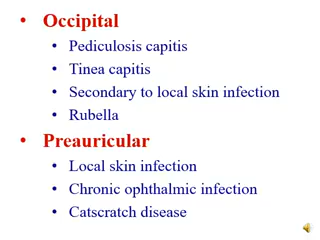 • Occipital
• Pediculosis capitis
• Tinea capitis
• Secondary to local skin infection
• Rubella
• Preauricular
• Local skin infection
• Chronic ophthalmic infection
• Catscratch disease